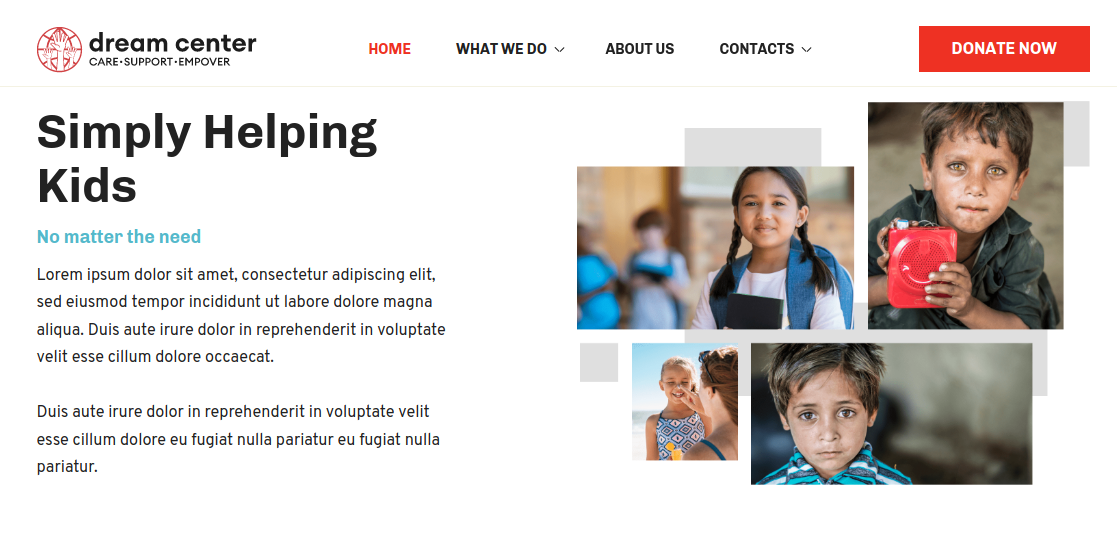 dream center
CARE•SUPPORT•EMPOVER
HOME
WHAT WE DO
ABOUT US
CONTACTS
DONATE NOW
Simply Helping
Kids
No matter the need
Lorem ipsum dolor sit amet, consectetur adipiscing elit,
sed eiusmod tempor incididunt ut labore dolore magna
aliqua. Duis aute irure dolor in reprehenderit in voluptate
velit esse cillum dolore occaecat.
Duis aute irure dolor in reprehenderit in voluptate velit
esse cillum dolore eu fugiat nulla pariatur eu fugiat nulla
pariatur.